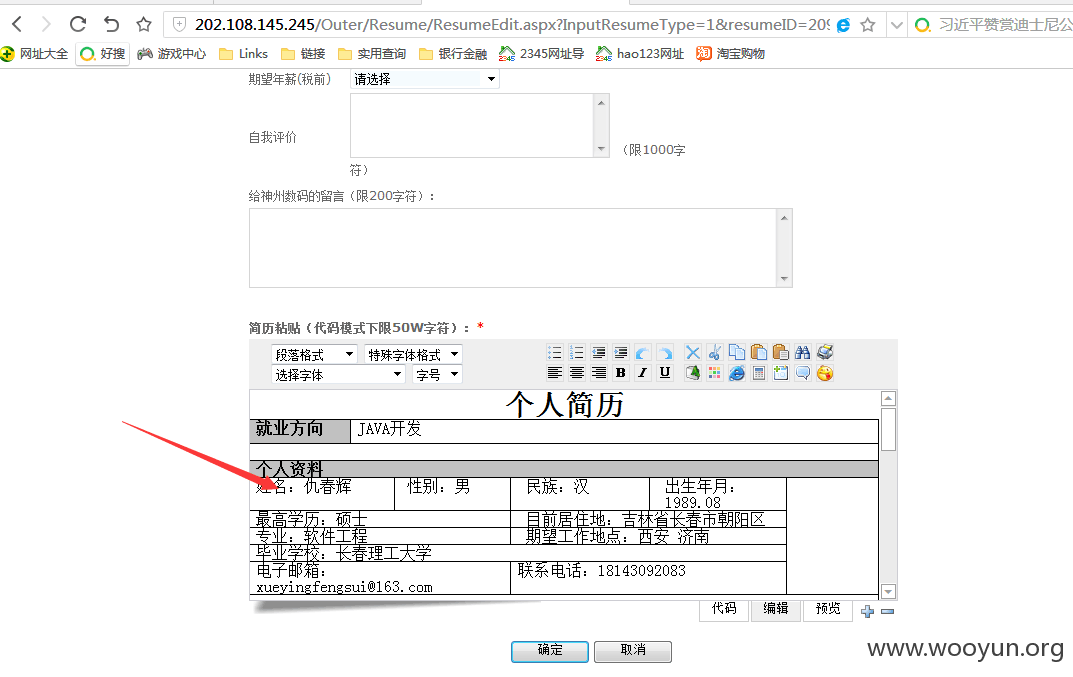 202.108.145.245/Outer/Resume/ResumeEdit.aspx?InputResumeType=1&resumeID=209 习近平赞赏迪士尼公
网址大全 好搜 游戏中心 Links 链接 实用查询 银行金融 2345网址导 hao123网址 淘宝购物
期望年薪(税前) 请选择
自我评价
（限1000字
符）
给神州数码的留言（限200字符）：
简历粘贴（代码模式下限50W字符）：*
段落格式 特殊字体格式
选择字体 字号 B I U
个人简历
就业方向 JAVA开发
个人资料
姓名：仇春辉 性别：男 民族：汉 出生年月：
1989.08
最高学历：硕士 目前居住地：吉林省长春市朝阳区
专业：软件工程 期望工作地点：西安 济南
毕业学校：长春理工大学
电子邮箱： 联系电话：18143092083
xueyingfengsui@163.com
代码 编辑 预览
确定 取消
www.wooyun.org